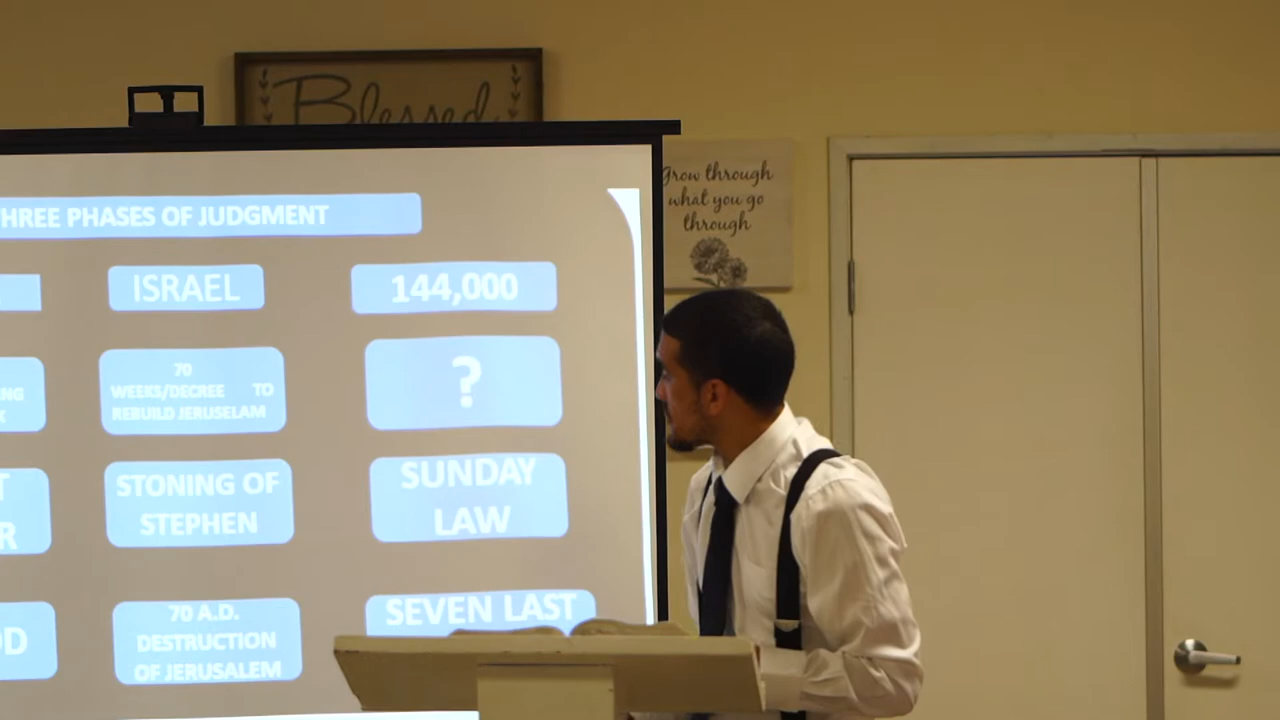 Blessed
Grow through
what you go
through
HREE PHASES OF JUDGMENT
ISRAEL
144,000
70
WEEKS/DECREE TO
REBUILD JERUSELAM
?
STONING OF
STEPHEN
SUNDAY
LAW
70 A.D.
DESTRUCTION
OF JERUSALEM
SEVEN LAST